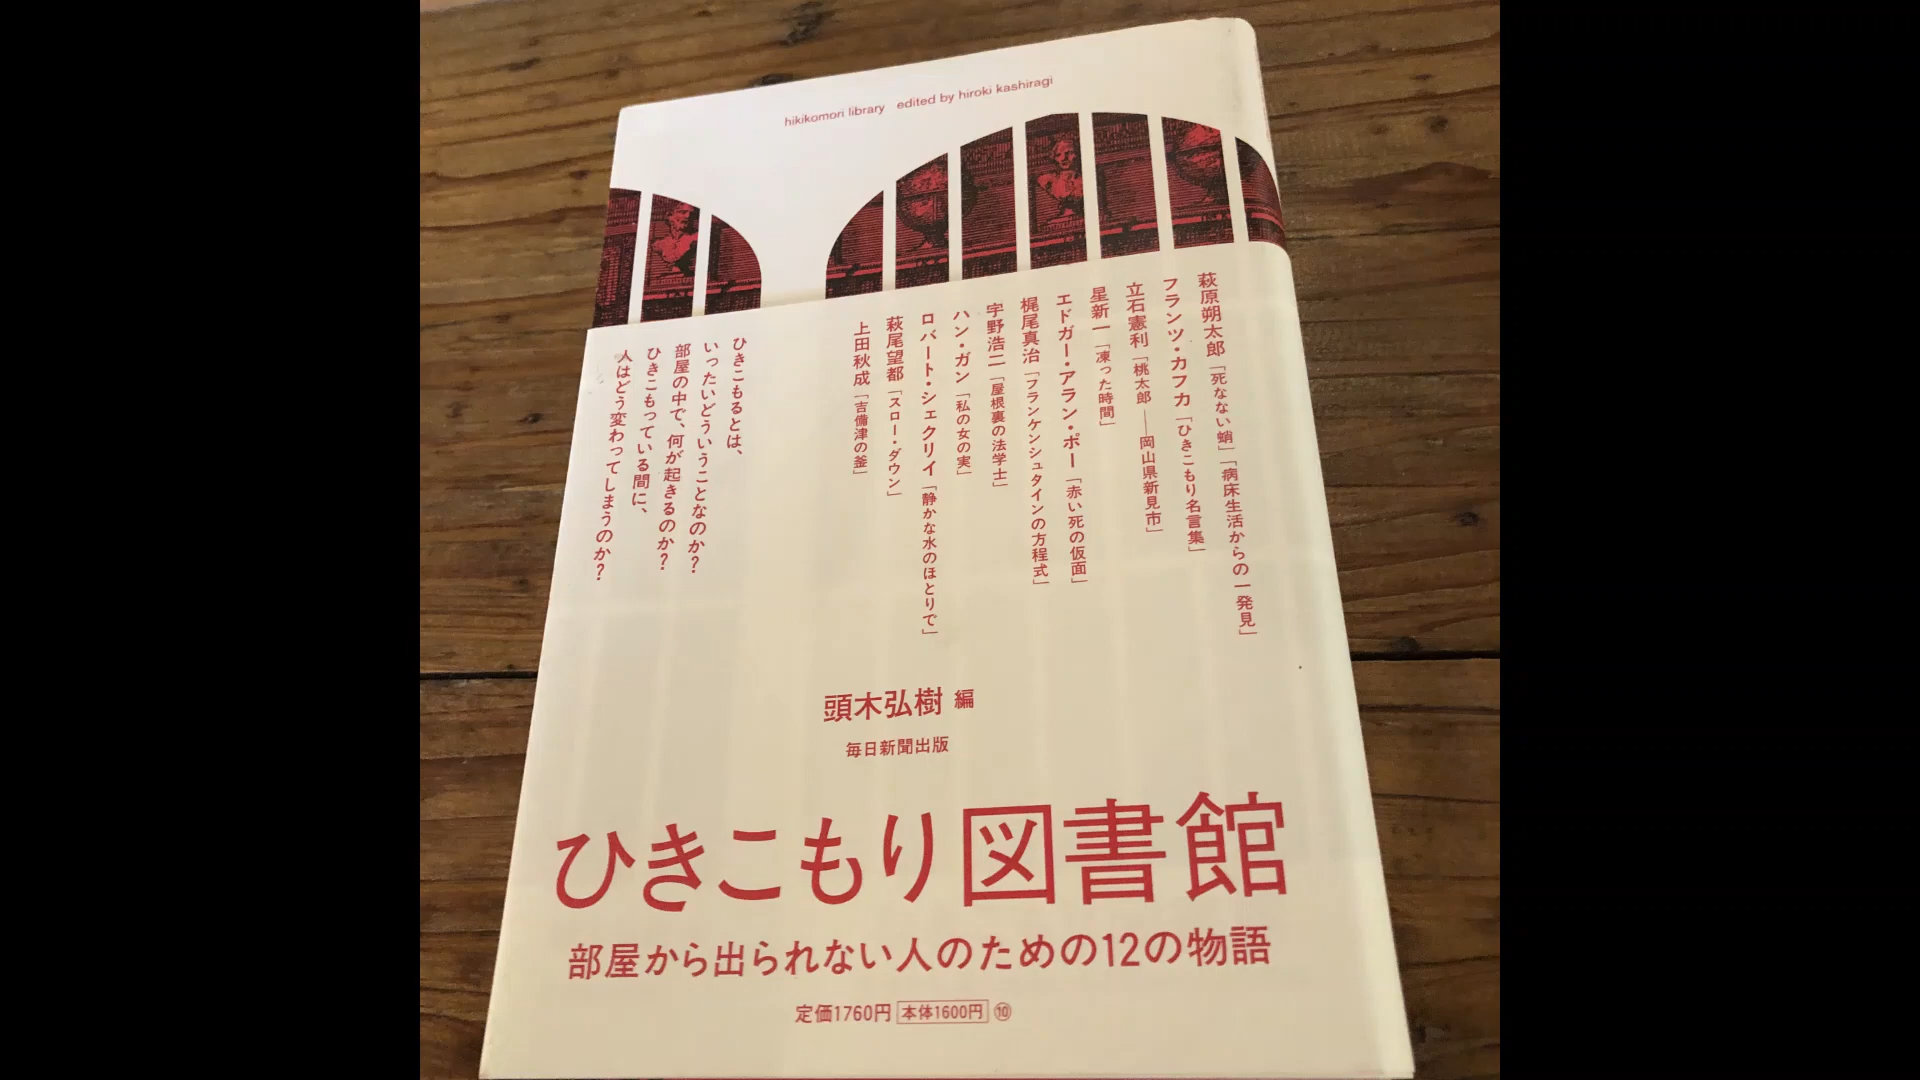 hikikomori library edited by hiroki kashiragi
萩原朔太郎「死なない蛸」「病床生活からの一発見」
フランツ・カフカ「ひきこもり名言集」
立石憲利「桃太郎——岡山県新見市」
星新一「凍った時間」
エドガー・アラン・ポー「赤い死の仮面」
梶尾真治「フランケンシュタインの方程式」
宇野浩二「屋根裏の法学士」
ハン・ガン「私の女の実」
ロバート・シェクリイ「静かな水のほとりで」
萩尾望都「スロー・ダウン」
上田秋成「吉備津の釜」
ひきこもるとは、
いったいどういうことなのか？
部屋の中で、何が起きるのか？
ひきこもっている間に、
人はどう変わってしまうのか？
頭木弘樹 編
毎日新聞出版
ひきこもり図書館
部屋から出られない人のための12の物語
定価1760円 本体1600円 ⑩